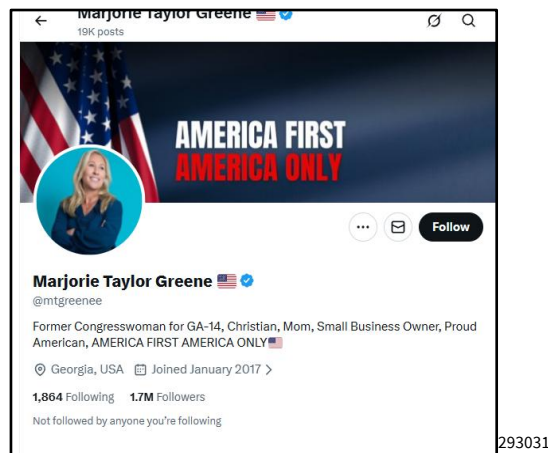 Marjorie Taylor Greene 🇺🇸
19K posts
AMERICA FIRST
AMERICA ONLY
Follow
Marjorie Taylor Greene 🇺🇸
@mtgreenee
Former Congresswoman for GA-14, Christian, Mom, Small Business Owner, Proud
American, AMERICA FIRST AMERICA ONLY🇺🇸
Georgia, USA Joined January 2017 >
1,864 Following 1.7M Followers
Not followed by anyone you're following
293031